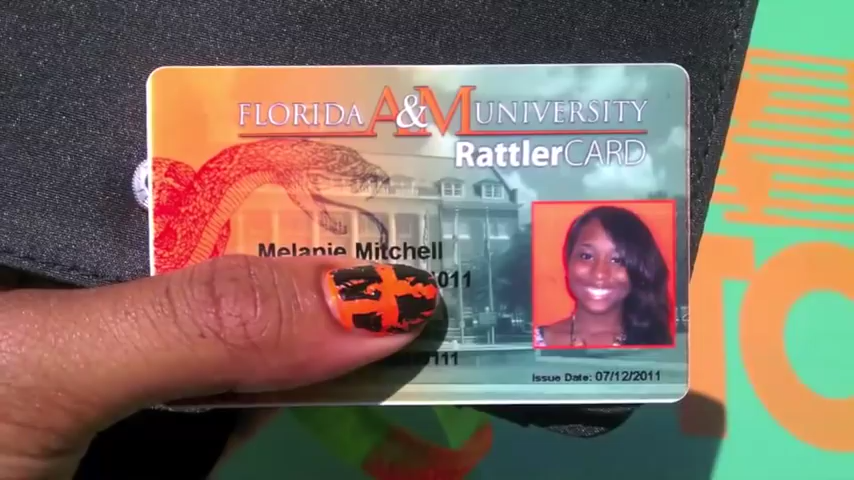 FLORIDA A&M UNIVERSITY
RattlerCARD
Melanie Mitchell
Issue Date: 07/12/2011